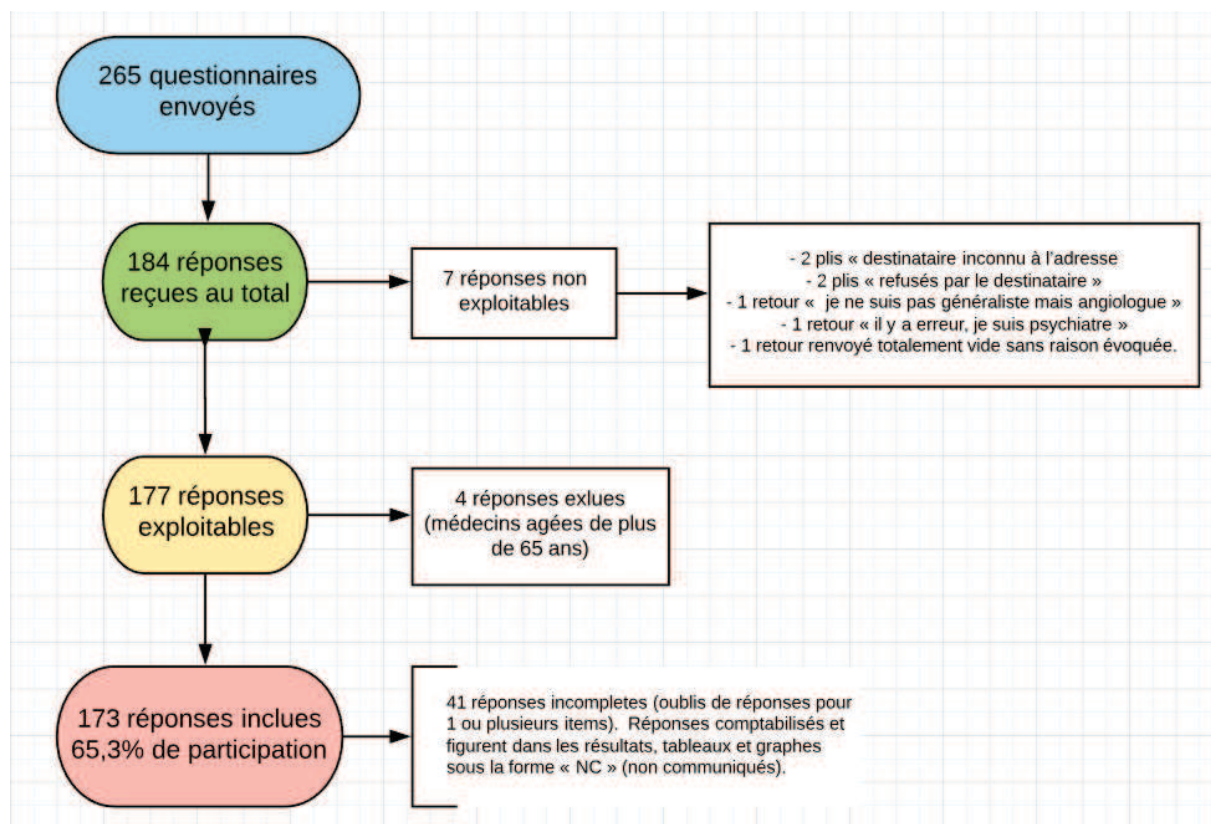 265 questionnaires
envoyés
184 réponses
reçues au total
7 réponses non
exploitables
- 2 plis « destinataire inconnu à l'adresse
- 2 plis « refusés par le destinataire »
- 1 retour «  je ne suis pas généraliste mais angiologue »
- 1 retour « il y a erreur, je suis psychiatre »
- 1 retour renvoyé totalement vide sans raison évoquée.
177 réponses
exploitables
4 réponses exlues
(médecins agées de plus
de 65 ans)
173 réponses inclues
65,3% de participation
41 réponses incompletes (oublis de réponses pour
1 ou plusieurs items).  Réponses comptabilisés et
figurent dans les résultats, tableaux et graphes
sous la forme « NC » (non communiqués).